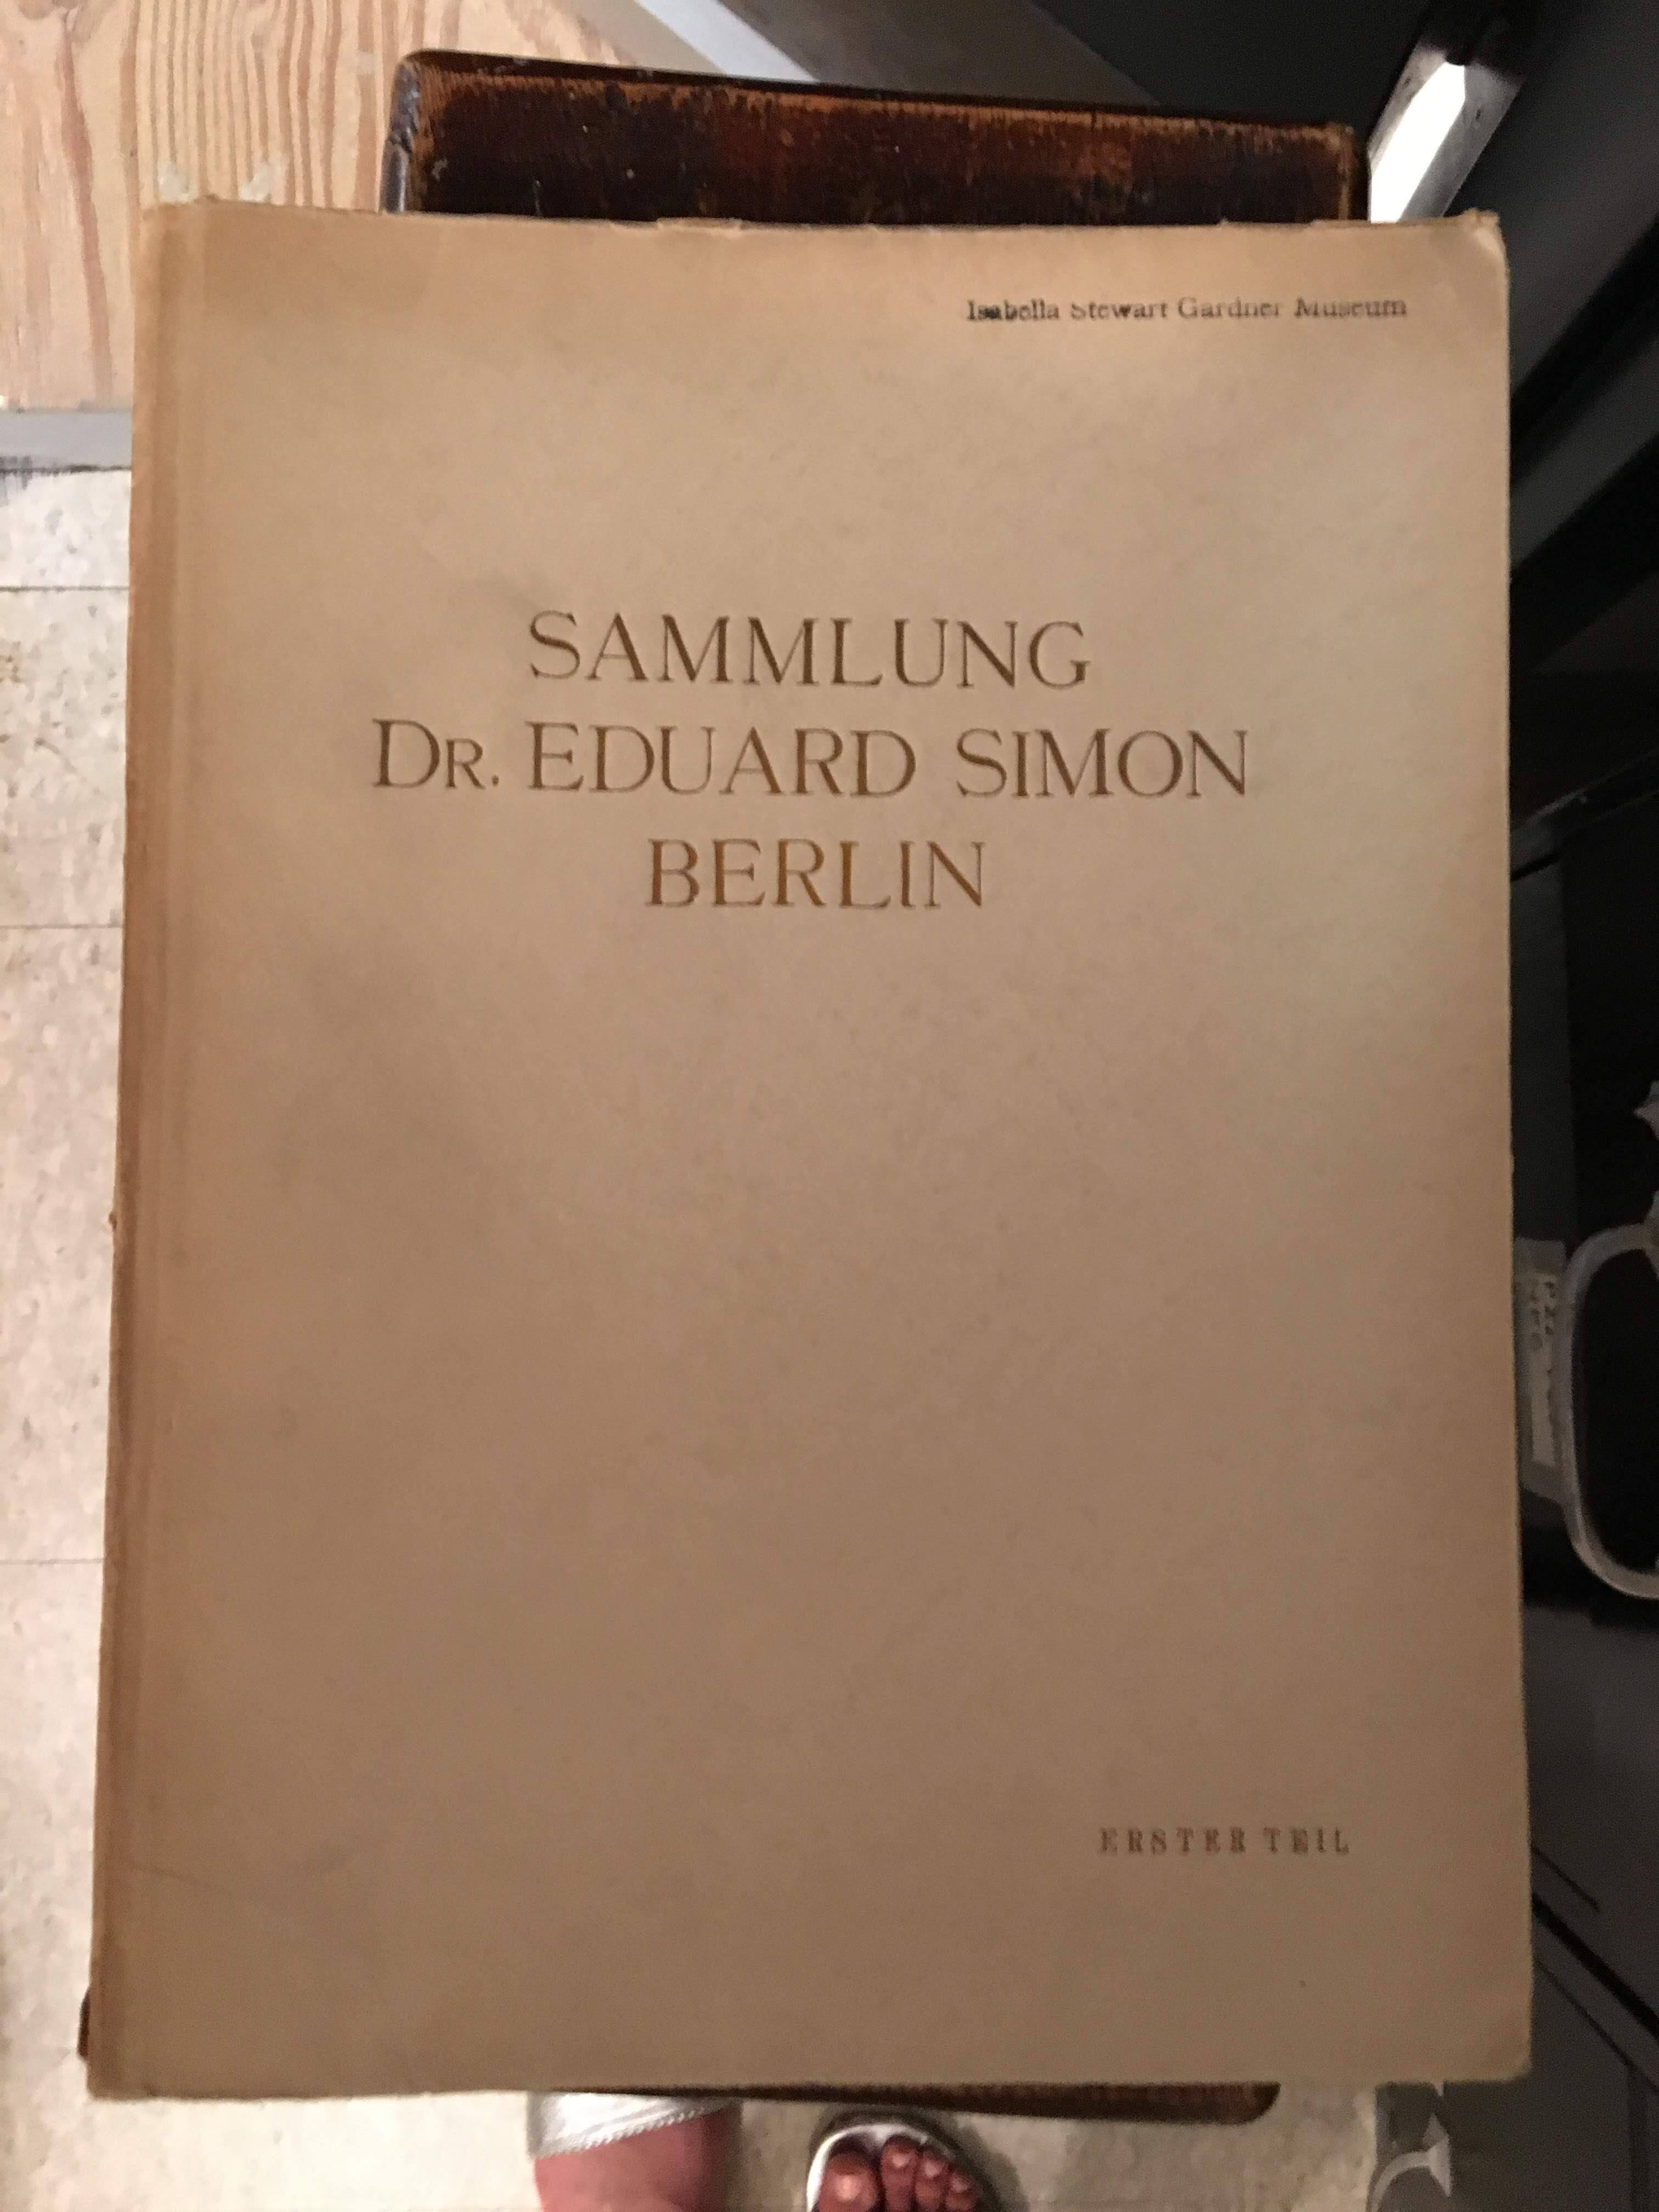 Isabella Stewart Gardner Museum
SAMMLUNG
DR. EDUARD SIMON
BERLIN
ERSTER TEIL